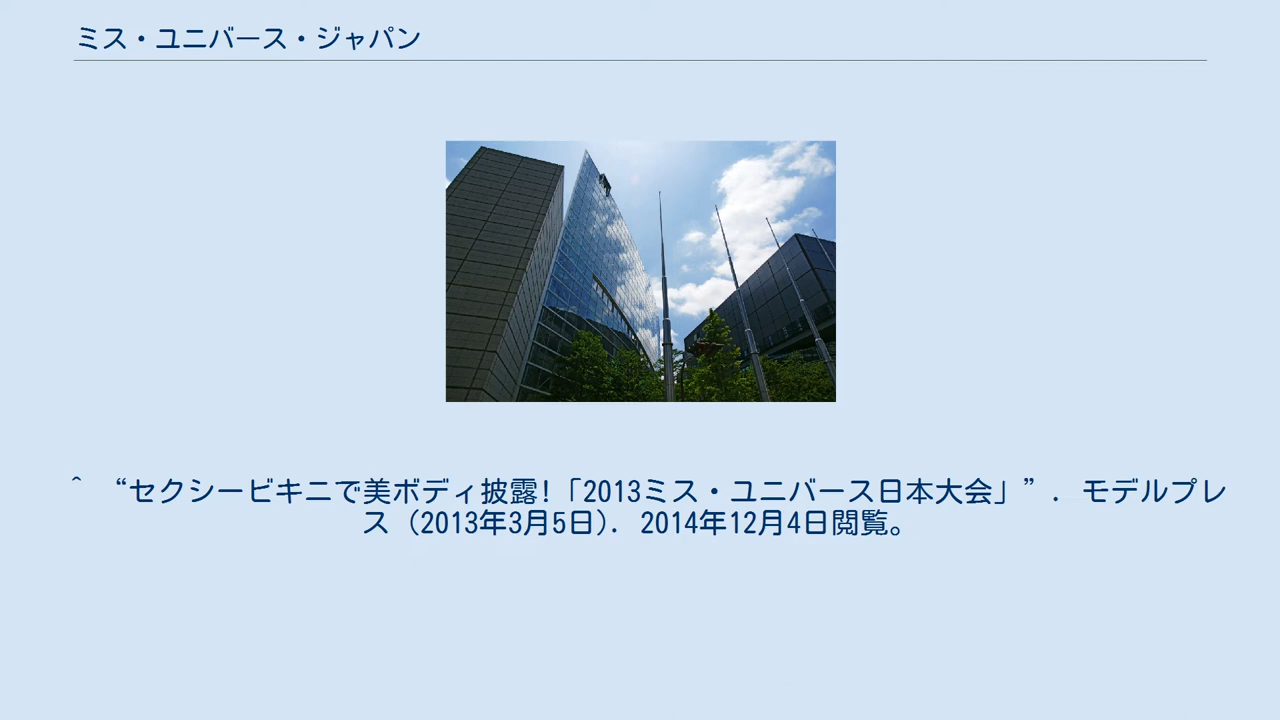 ミス・ユニバース・ジャパン
^ “セクシービキニで美ボディ披露!「2013ミス・ユニバース日本大会」”. モデルプレ
ス (2013年3月5日). 2014年12月4日閲覧。